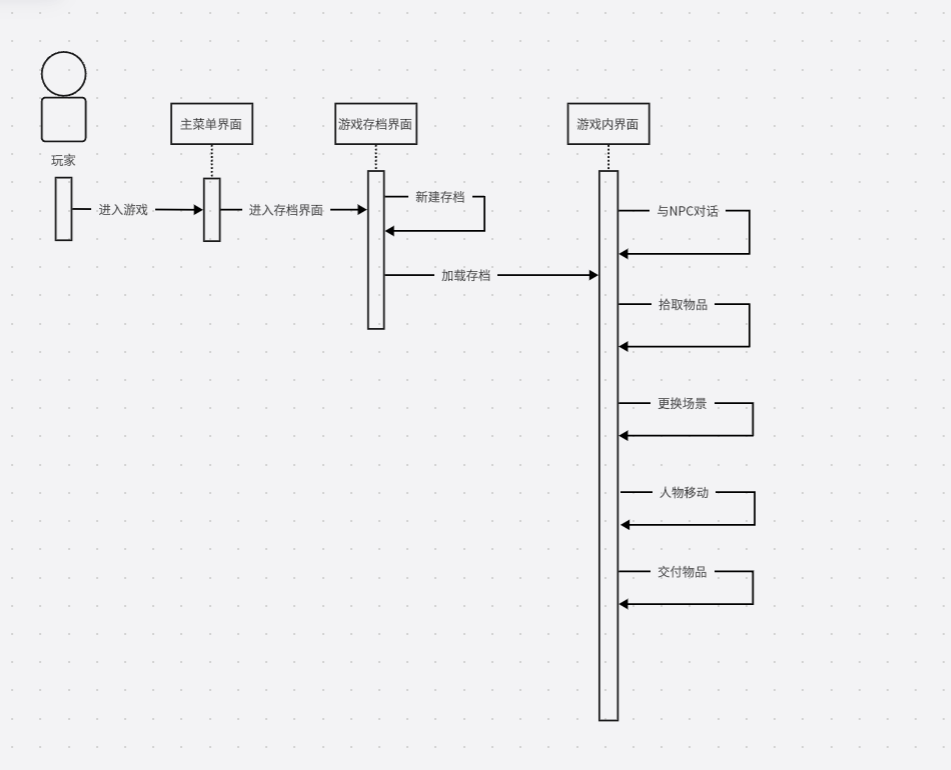 主菜单界面
游戏存档界面
游戏内界面
玩家
进入游戏
进入存档界面
新建存档
与NPC对话
加载存档
拾取物品
更换场景
人物移动
交付物品